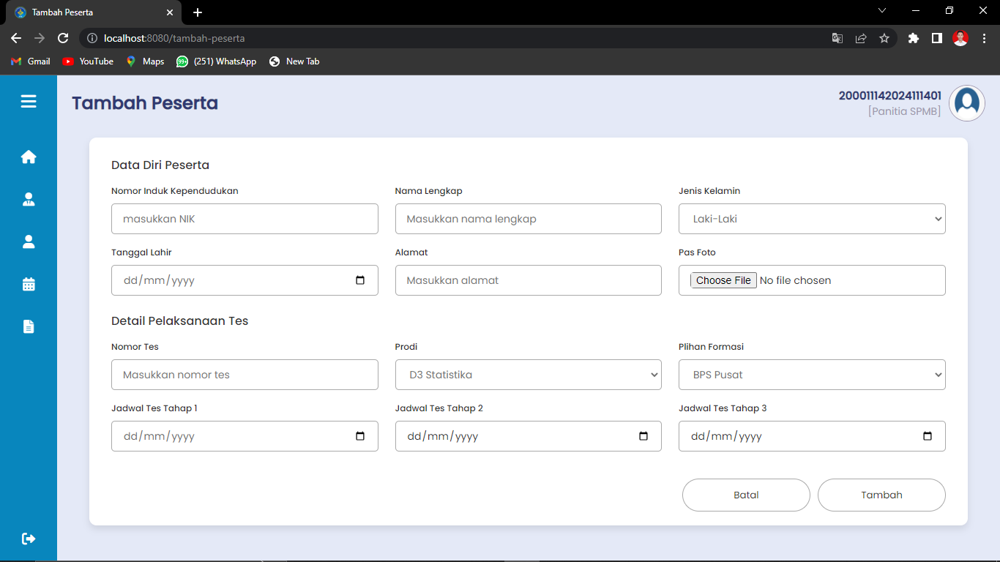 Tambah Peserta
localhost:8080/tambah-peserta
Gmail YouTube Maps 99+ (251) WhatsApp New Tab
Tambah Peserta
200011142024111401
[Panitia SPMB]
Data Diri Peserta
Nomor Induk Kependudukan Nama Lengkap Jenis Kelamin
masukkan NIK Masukkan nama lengkap Laki-Laki
Tanggal Lahir Alamat Pas Foto
dd/mm/yyyy Masukkan alamat Choose File No file chosen
Detail Pelaksanaan Tes
Nomor Tes Prodi Plihan Formasi
Masukkan nomor tes D3 Statistika BPS Pusat
Jadwal Tes Tahap 1 Jadwal Tes Tahap 2 Jadwal Tes Tahap 3
dd/mm/yyyy dd/mm/yyyy dd/mm/yyyy
Batal Tambah